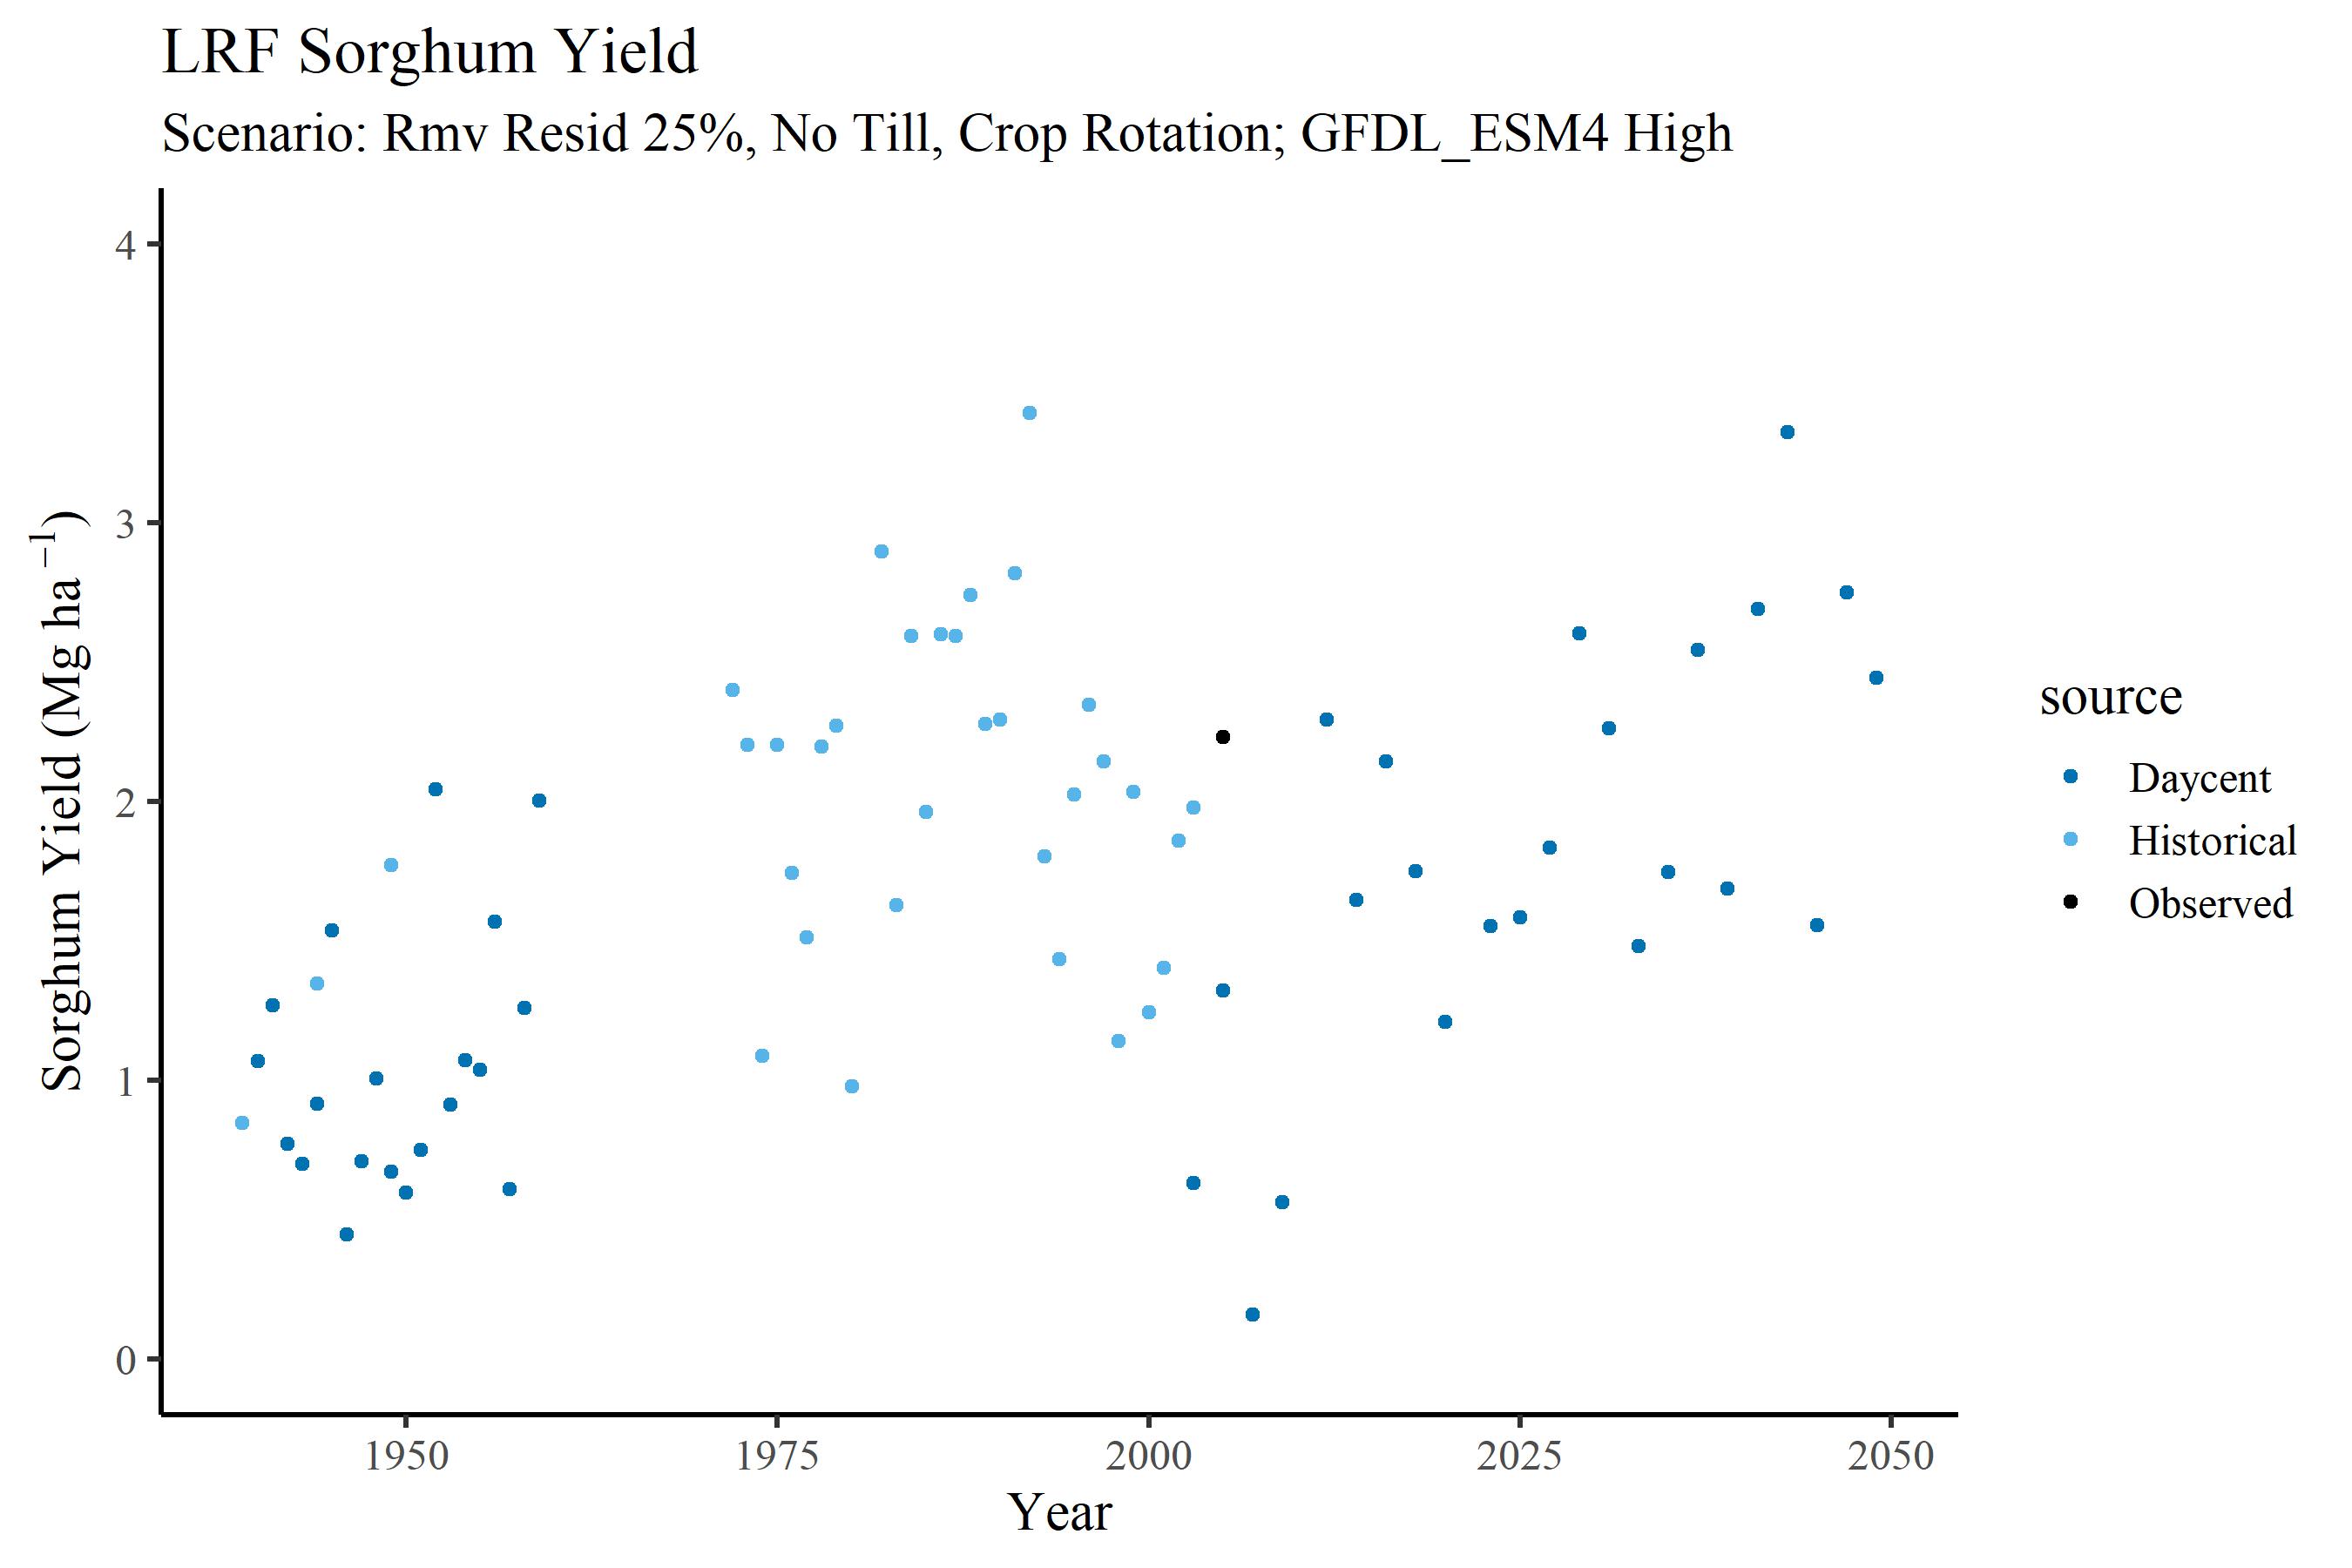 LRF Sorghum Yield
Scenario: Rmv Resid 25%, No Till, Crop Rotation; GFDL_ESM4 High
Sorghum Yield (Mg ha⁻¹)
4
3
2
1
0
1950 1975 2000 2025 2050
Year
source
Daycent
Historical
Observed